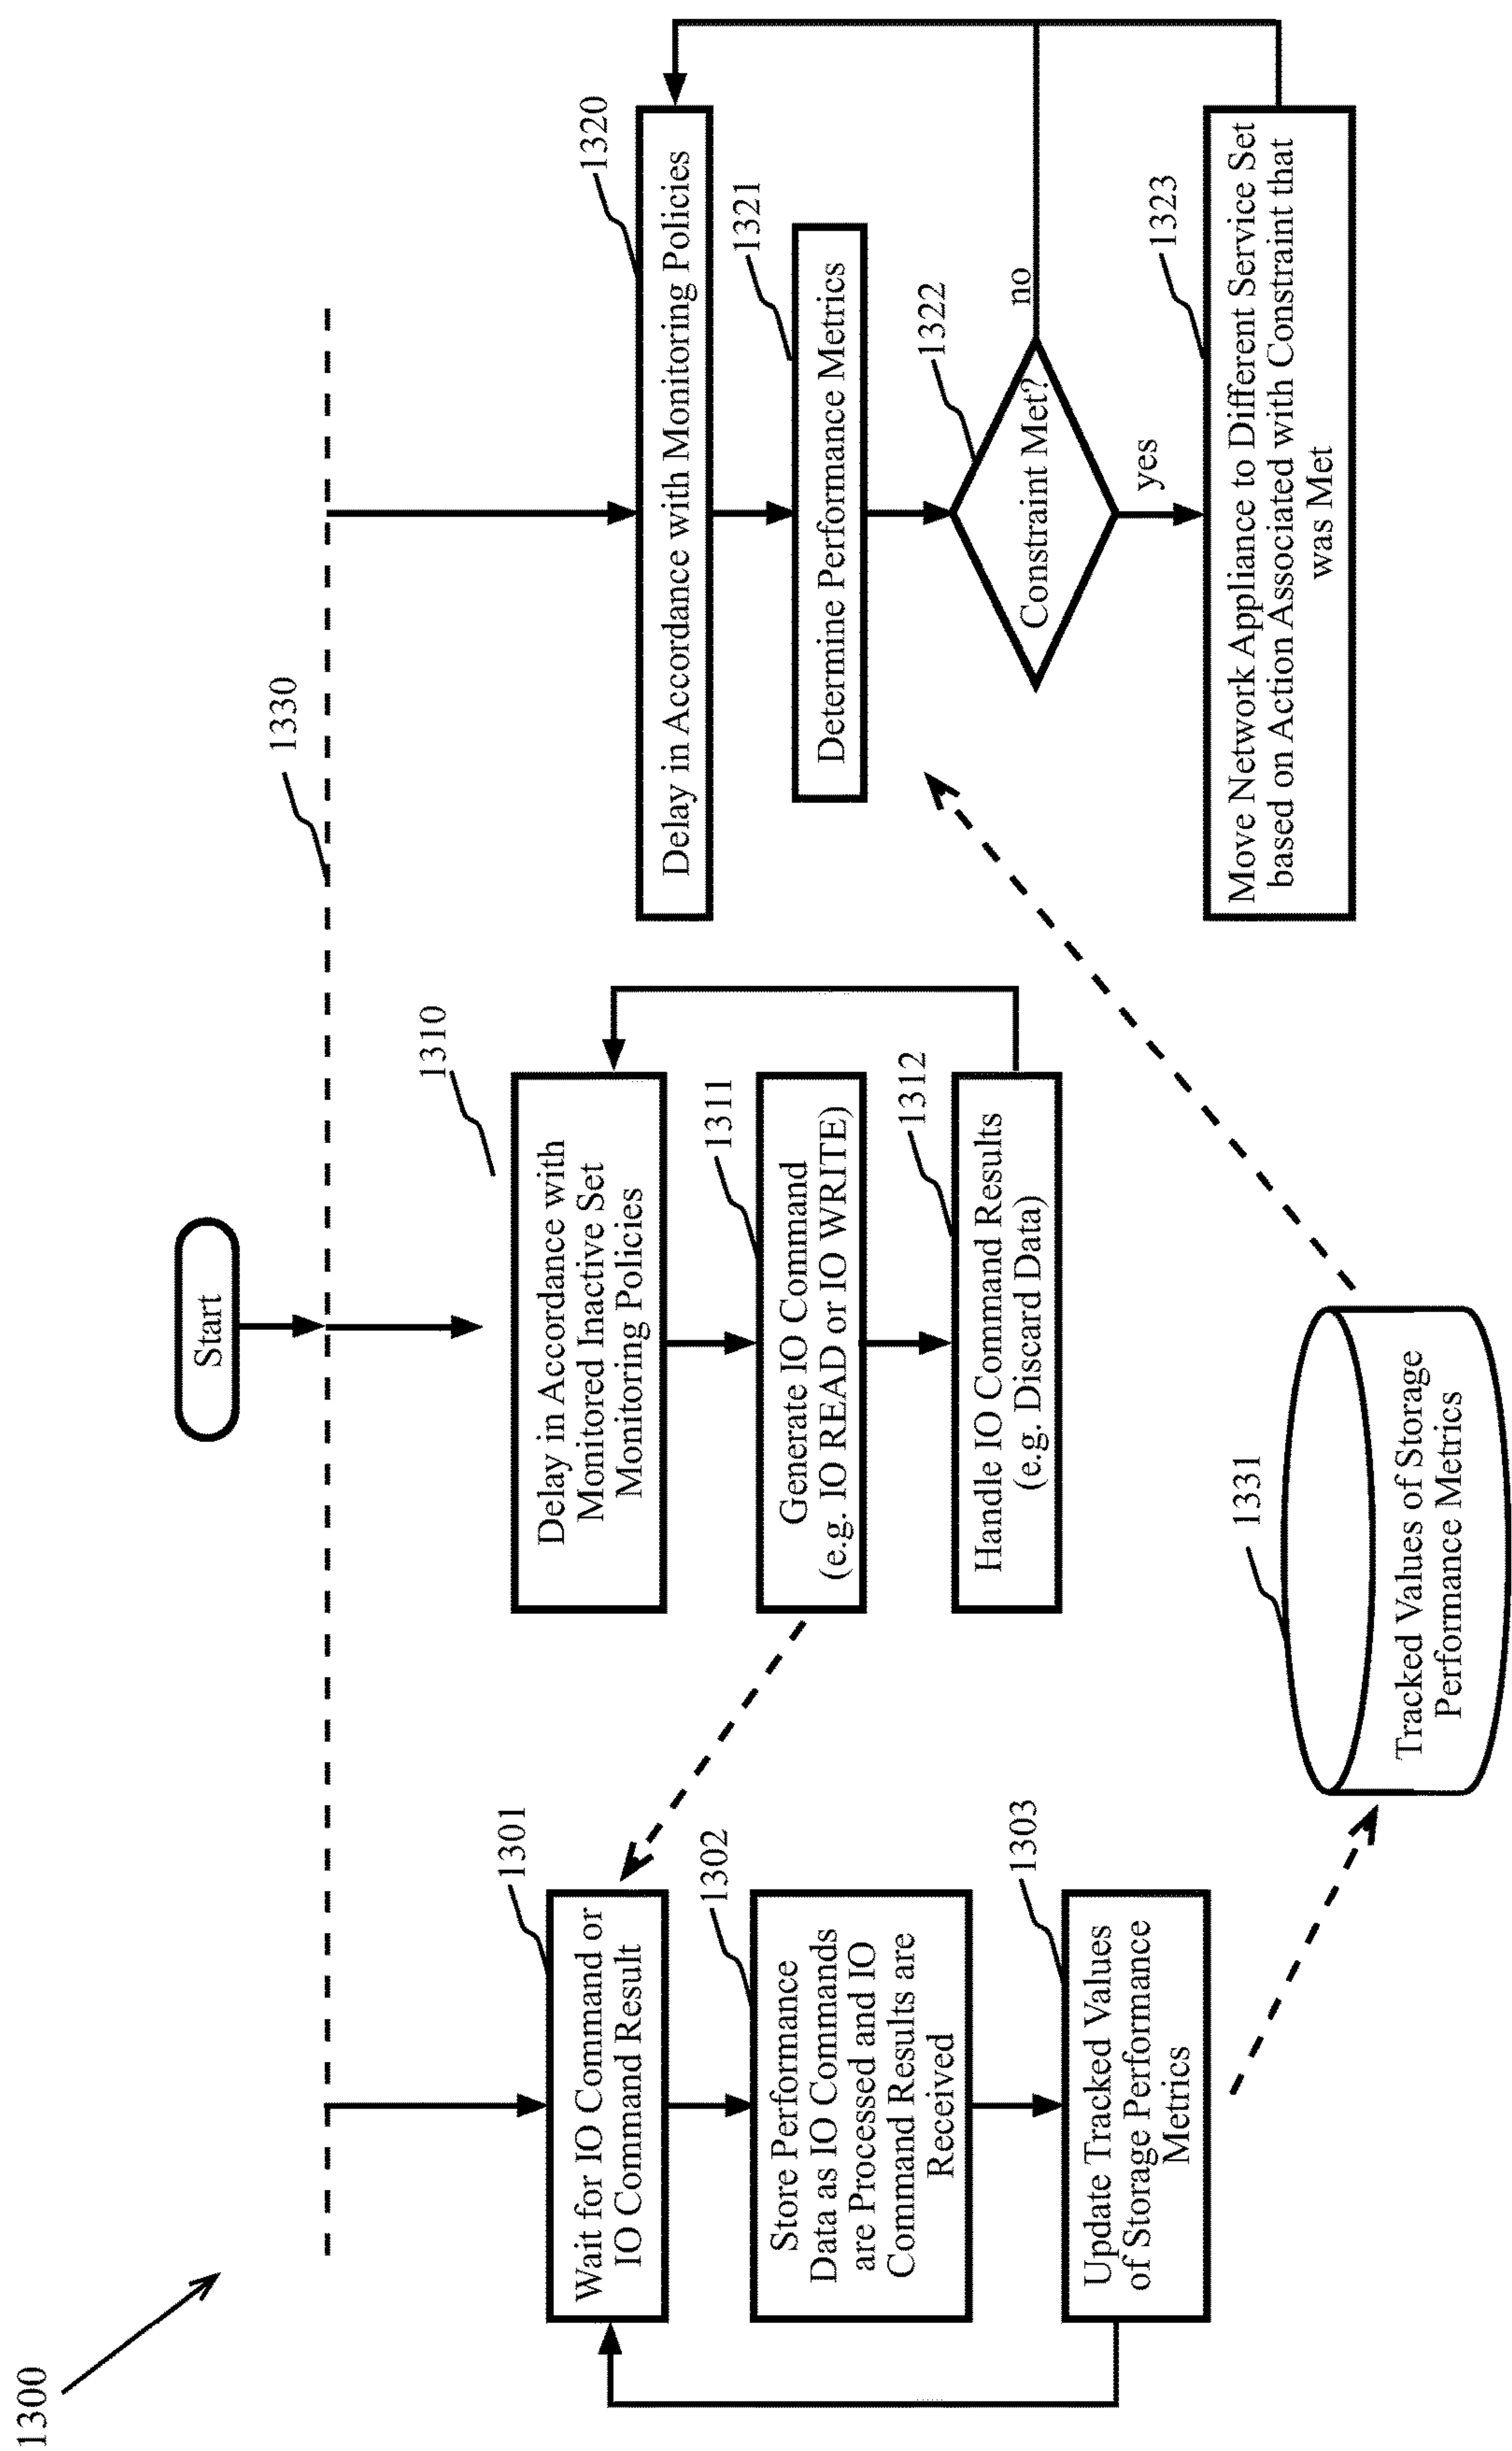 1300
Start
1330
1301
Wait for IO Command or
IO Command Result
1302
Store Performance
Data as IO Commands
are Processed and IO
Command Results are
Received
1303
Update Tracked Values
of Storage Performance
Metrics
1310
Delay in Accordance with
Monitored Inactive Set
Monitoring Policies
1311
Generate IO Command
(e.g. IO READ or IO WRITE)
1312
Handle IO Command Results
(e.g. Discard Data)
1320
Delay in Accordance with Monitoring Policies
1321
Determine Performance Metrics
1322
Constraint Met?
no
yes
1323
Move Network Appliance to Different Service Set
based on Action Associated with Constraint that
was Met
1331
Tracked Values of Storage
Performance Metrics